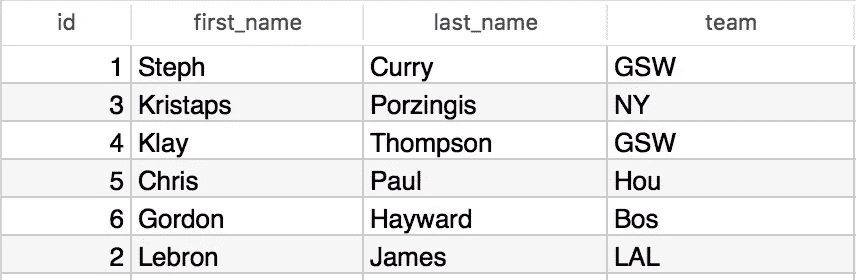 id first_name last_name team
1 Steph Curry GSW
3 Kristaps Porzingis NY
4 Klay Thompson GSW
5 Chris Paul Hou
6 Gordon Hayward Bos
2 Lebron James LAL